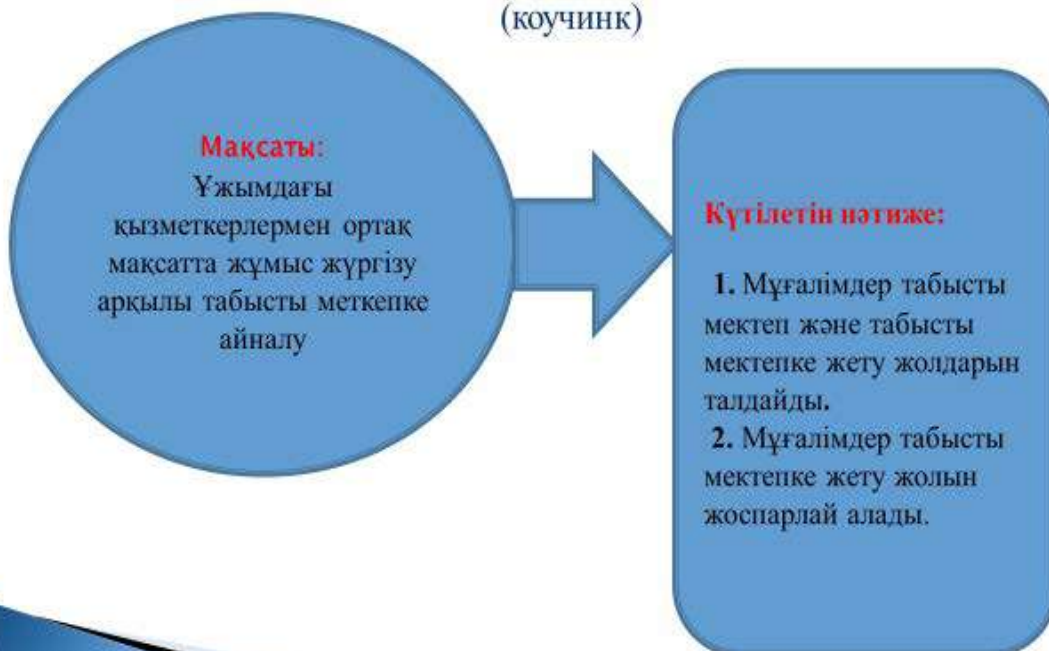 (коучинк)
Мақсаты:
Ұжымдағы
қызметкерлермен ортақ
мақсатта жұмыс жүргізу
арқылы табысты меткепке
айналу
Күтілетін нәтиже:
1. Мұғалімдер табысты
мектеп және табысты
мектепке жету жолдарын
талдайды.
2. Мұғалімдер табысты
мектепке жету жолын
жоспарлай алады.